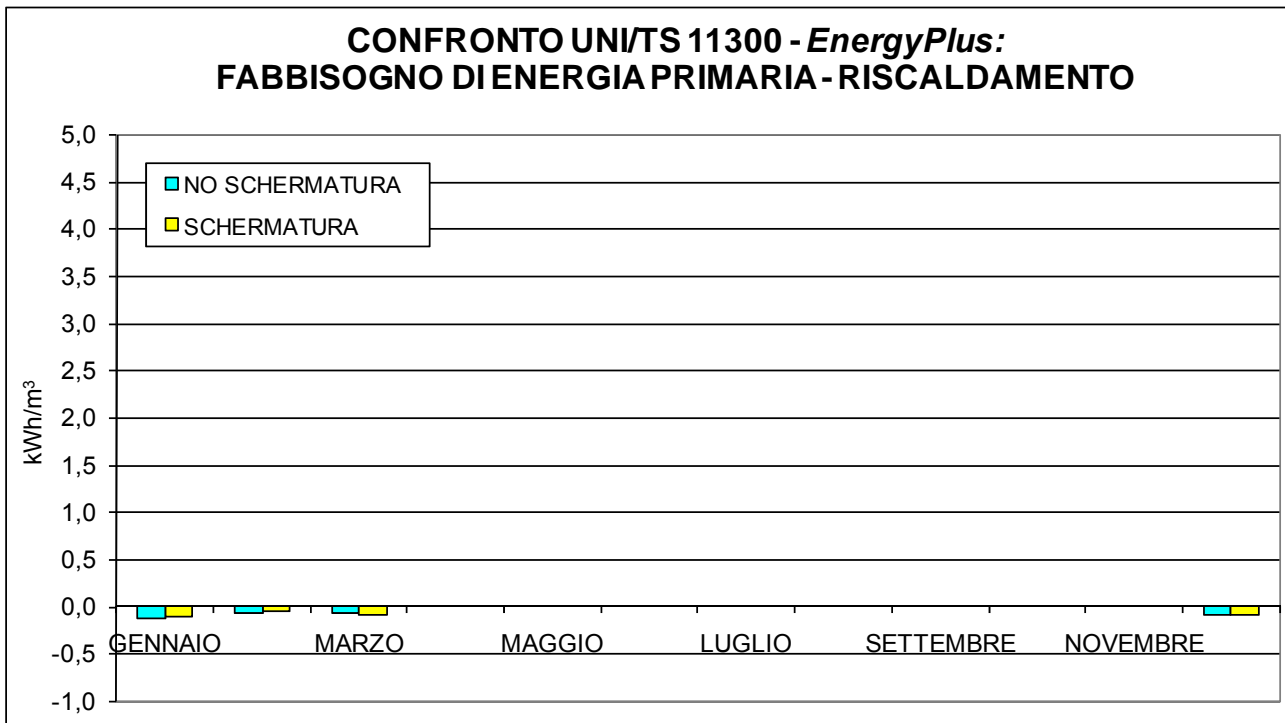 CONFRONTO UNI/TS 11300 - EnergyPlus:
FABBISOGNO DI ENERGIA PRIMARIA - RISCALDAMENTO
5,0
4,5
4,0
3,5
3,0
2,5
2,0
1,5
1,0
0,5
0,0
-0,5
-1,0
kWh/m³
NO SCHERMATURA
SCHERMATURA
GENNAIO MARZO MAGGIO LUGLIO SETTEMBRE NOVEMBRE